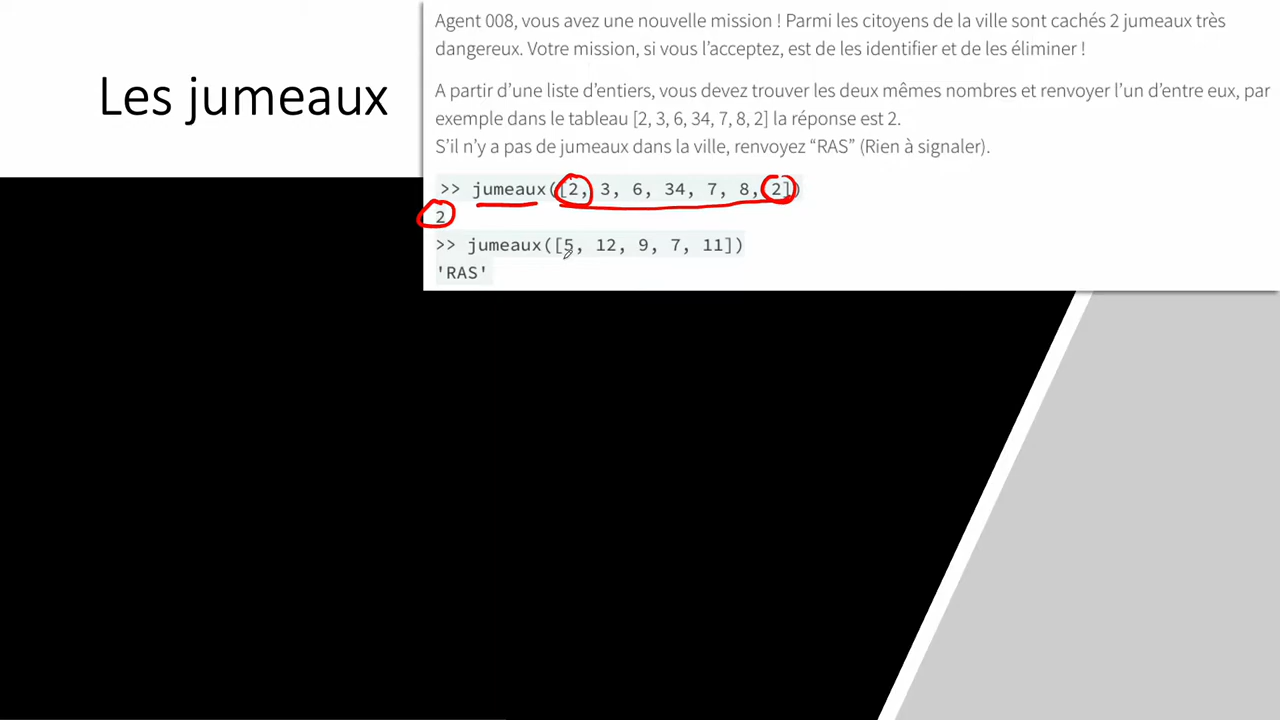 Les jumeaux
Agent 008, vous avez une nouvelle mission ! Parmi les citoyens de la ville sont cachés 2 jumeaux très
dangereux. Votre mission, si vous l’acceptez, est de les identifier et de les éliminer !
A partir d’une liste d’entiers, vous devez trouver les deux mêmes nombres et renvoyer l’un d’entre eux, par
exemple dans le tableau [2, 3, 6, 34, 7, 8, 2] la réponse est 2.
S’il n’y a pas de jumeaux dans la ville, renvoyez “RAS” (Rien à signaler).
>> jumeaux([2, 3, 6, 34, 7, 8, 2])
2
>> jumeaux([5, 12, 9, 7, 11])
'RAS'